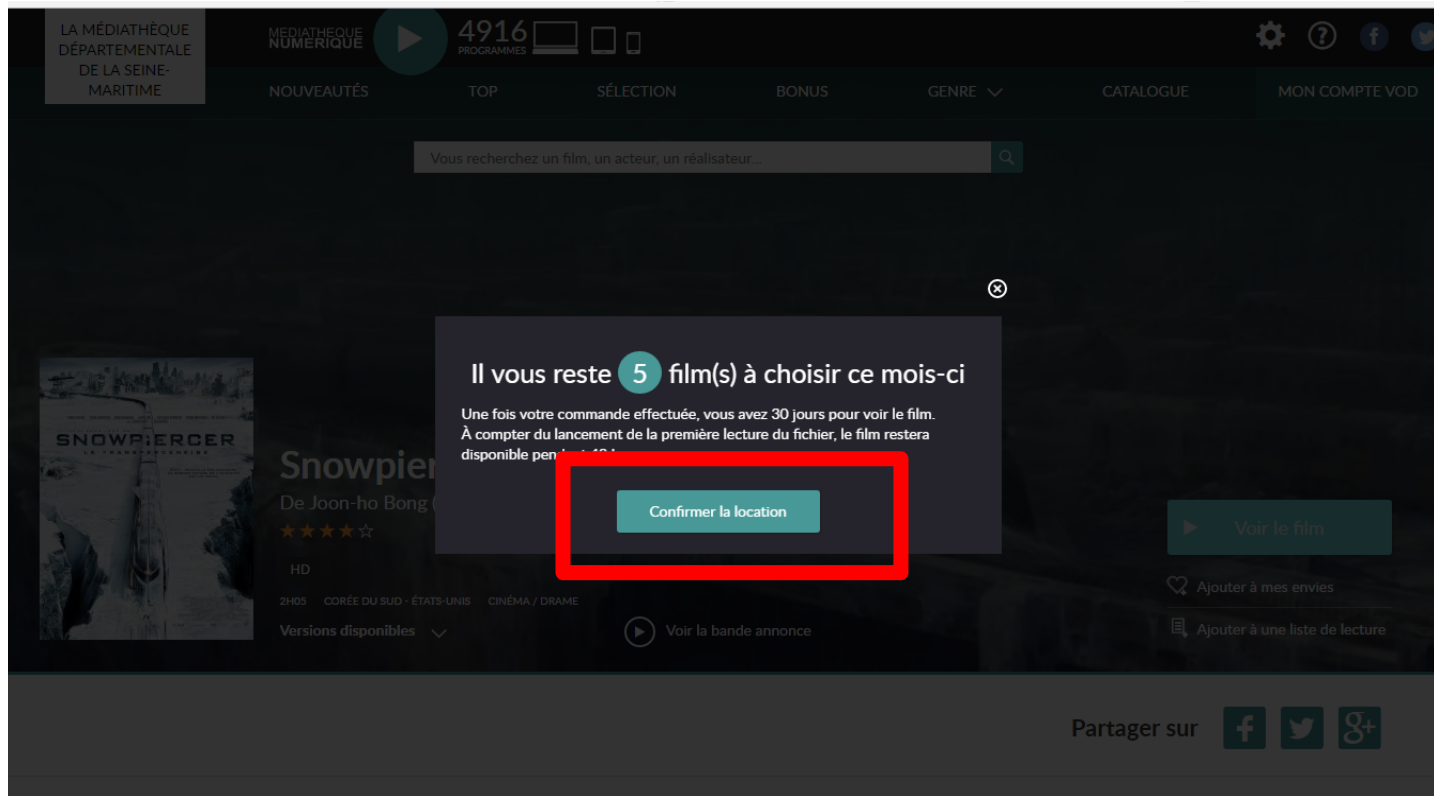 LA MÉDIATHÈQUE
DÉPARTEMENTALE
DE LA SEINE-
MARITIME
MEDIATHEQUE
NUMERIQUE
4916
PROGRAMMES
NOUVEAUTÉS TOP SÉLECTION BONUS GENRE CATALOGUE MON COMPTE VOD
Vous recherchez un film, un acteur, un réalisateur...
Il vous reste 5 film(s) à choisir ce mois-ci
Une fois votre commande effectuée, vous avez 30 jours pour voir le film.
À compter du lancement de la première lecture du fichier, le film restera
disponible
Confirmer la location
SNOWPIERCER
LE TRANSPERCENEIGE
Snowpier
De Joon-ho Bong (
HD
2H05 CORÉE DU SUD - ÉTATS-UNIS CINÉMA / DRAME
Versions disponibles
Voir la bande annonce
Voir le film
Ajouter à mes envies
Ajouter à une liste de lecture
Partager sur